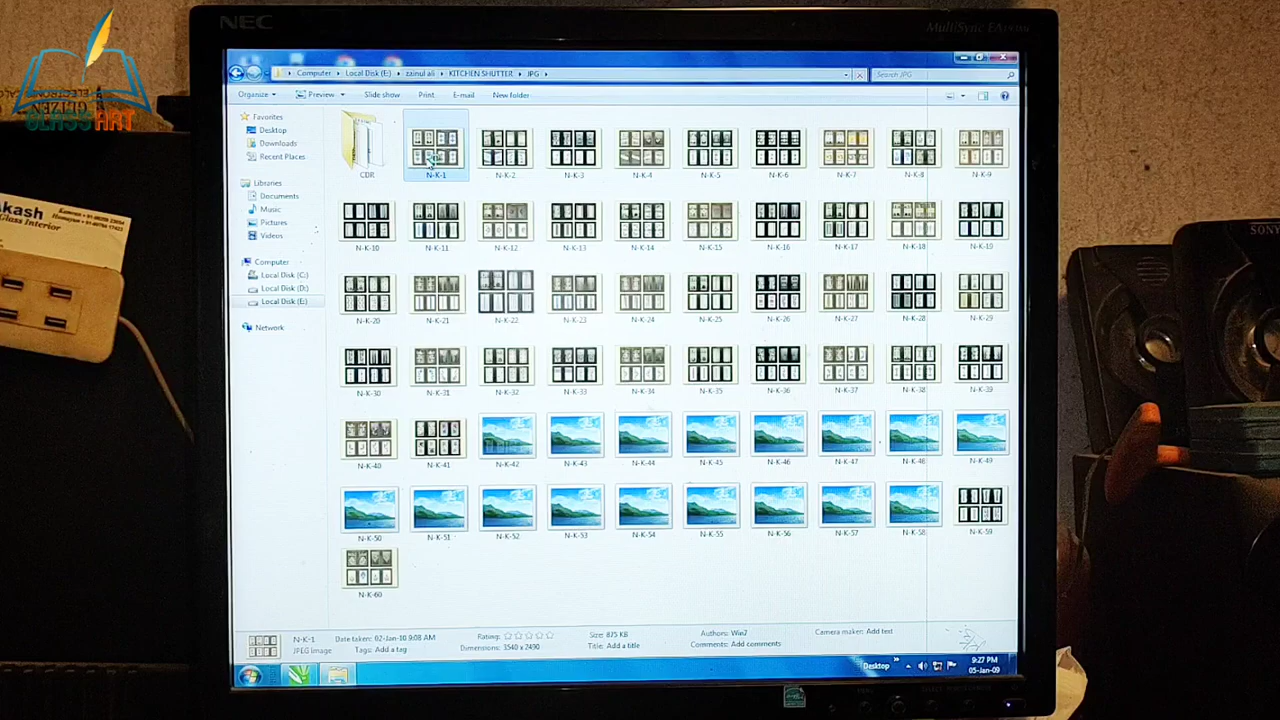 NEC
MultiSync
GLASS ART
Akash
Glass Interior
SONY
Computer
Local Disk (E:)
zainul ali
KITCHEN SHUTTER
JPG
Search JPG
Organize
Preview
Slide show
Print
E-mail
New folder
Favorites
Desktop
Downloads
Recent Places
Libraries
Documents
Music
Pictures
Videos
Computer
Local Disk (C:)
Local Disk (D:)
Local Disk (E:)
Network
CDR N-K-1 N-K-2 N-K-3 N-K-4 N-K-5 N-K-6 N-K-7 N-K-8 N-K-9
N-K-10 N-K-11 N-K-12 N-K-13 N-K-14 N-K-15 N-K-16 N-K-17 N-K-18 N-K-19
N-K-20 N-K-21 N-K-22 N-K-23 N-K-24 N-K-25 N-K-26 N-K-27 N-K-28 N-K-29
N-K-30 N-K-31 N-K-32 N-K-33 N-K-34 N-K-35 N-K-36 N-K-37 N-K-38 N-K-39
N-K-40 N-K-41 N-K-42 N-K-43 N-K-44 N-K-45 N-K-46 N-K-47 N-K-48 N-K-49
N-K-50 N-K-51 N-K-52 N-K-53 N-K-54 N-K-55 N-K-56 N-K-57 N-K-58 N-K-59
N-K-60
N-K-1 Date taken: 02-Jan-10 9:08 AM Rating: Size: 875 KB Authors: Win7 Camera maker: Add text
JPEG image Tags: Add a tag Dimensions: 3540 x 2490 Title: Add a title Comments: Add comments
Desktop
9:27 PM
05-Jan-09